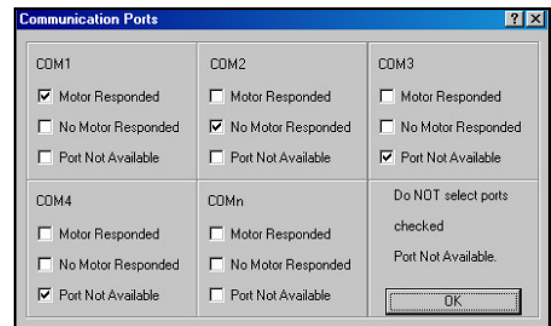 Communication Ports
COM1
Motor Responded
No Motor Responded
Port Not Available
COM2
Motor Responded
No Motor Responded
Port Not Available
COM3
Motor Responded
No Motor Responded
Port Not Available
COM4
Motor Responded
No Motor Responded
Port Not Available
COMn
Motor Responded
No Motor Responded
Port Not Available
Do NOT select ports
checked
Port Not Available.
OK